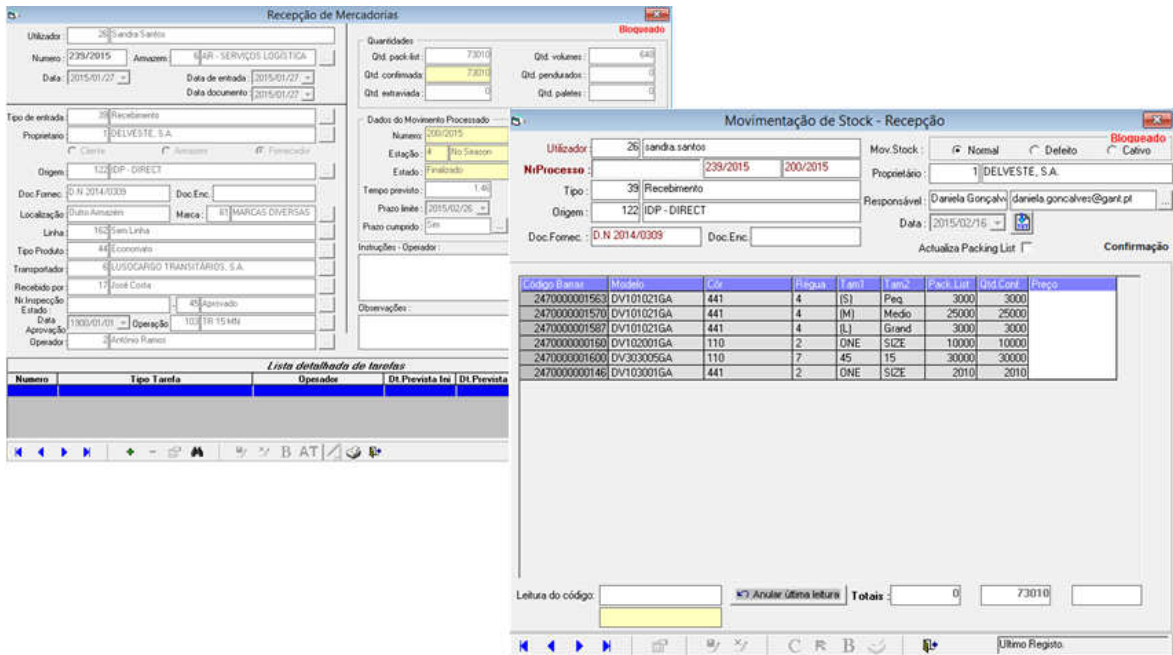 Recepção de Mercadorias
Bloqueado
Utilizador : 26 Sandra Santos
Numero : 239/2015 Armazem: 6 AR - SERVIÇOS LOGÍSTICA
Data : 2015/01/27 Data de entrada : 2015/01/27
Data documento : 2015/01/27
Quantidades
Qtd. pack-list : 73010 Qtd. volumes : 640
Qtd. confirmada: 73010 Qtd. pendurados : 0
Qtd. extraviada : 0 Qtd. paletes : 0
Tipo de entrada: 39 Recebimento
Proprietario : 1 DELVESTE, S.A.
Cliente Armazem Fornecedor
Origem : 122 IDP - DIRECT
Doc.Fornec. D.N 2014/0309 Doc.Enc.
Localização Outro Armazém Marca : 81 MARCAS DIVERSAS
Linha : 162 Sem Linha
Tipo Produto : 44 Economato
Transportador : 6 LUSOCARGO TRANSITÁRIOS, S.A.
Recebido por : 17 José Costa
Nr.Inspecção
Estado : - 45 Aprovado
Data
Aprovação 1900/01/01 Operação 103 TR 15 MN
Operador : 2 António Ramos
Dados do Movimento Processado
Numero: 200/2015
Estação : 4 No Season
Estado : Finalizado
Tempo previsto : 1.46
Prazo limite : 2015/02/26
Prazo cumprido : Sim
Instruções - Operador :
Observações :
Lista detalhada de tarefas
Numero Tipo Tarefa Operador Dt.Prevista Ini Dt.Prevista
B AT
Movimentação de Stock - Recepção
Bloqueado
Utilizador : 26 sandra.santos
NrProcesso : 239/2015 200/2015
Tipo : 39 Recebimento
Origem : 122 IDP - DIRECT
Doc.Fornec. : D.N 2014/0309 Doc.Enc.
Mov.Stock : Normal Defeito Cativo
Proprietário : 1 DELVESTE, S.A.
Responsável : Daniela Gonçalv daniela.goncalves@gant.pt
Data : 2015/02/16
Actualiza Packing List Confirmação
Código Barras Modelo Côr Régua Tam1 Tam2 Pack.List Qtd.Cont Preço
2470000001563 DV101021GA 441 4 (S) Peq. 3000 3000
2470000001570 DV101021GA 441 4 (M) Medio 25000 25000
2470000001587 DV101021GA 441 4 (L) Grand 3000 3000
2470000000160 DV102001GA 110 2 ONE SIZE 10000 10000
2470000001600 DV303005GA 110 7 45 15 30000 30000
2470000000146 DV103001GA 441 2 ONE SIZE 2010 2010
Leitura do código: Anular última leitura Totais : 0 73010
C R B Ultimo Registo.